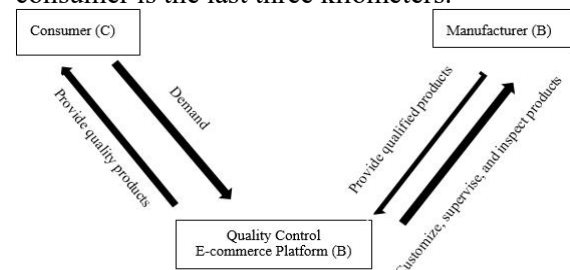 consumer is the last three kilometers.
Consumer (C)
Manufacturer (B)
Provide quality products
Demand
Provide qualified products
Customize, supervise, and inspect products
Quality Control
E-commerce Platform (B)